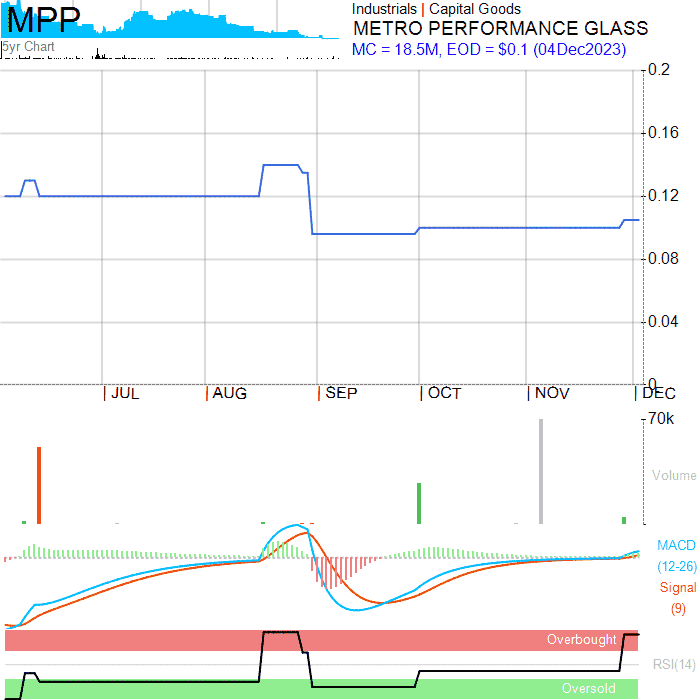 MPP
5yr Chart
Industrials | Capital Goods
METRO PERFORMANCE GLASS
MC = 18.5M, EOD = $0.1 (04Dec2023)
0.2
0.16
0.12
0.08
0.04
0
JUL AUG SEP OCT NOV DEC
70k
Volume
MACD
(12-26)
Signal
(9)
Overbought
RSI(14)
Oversold